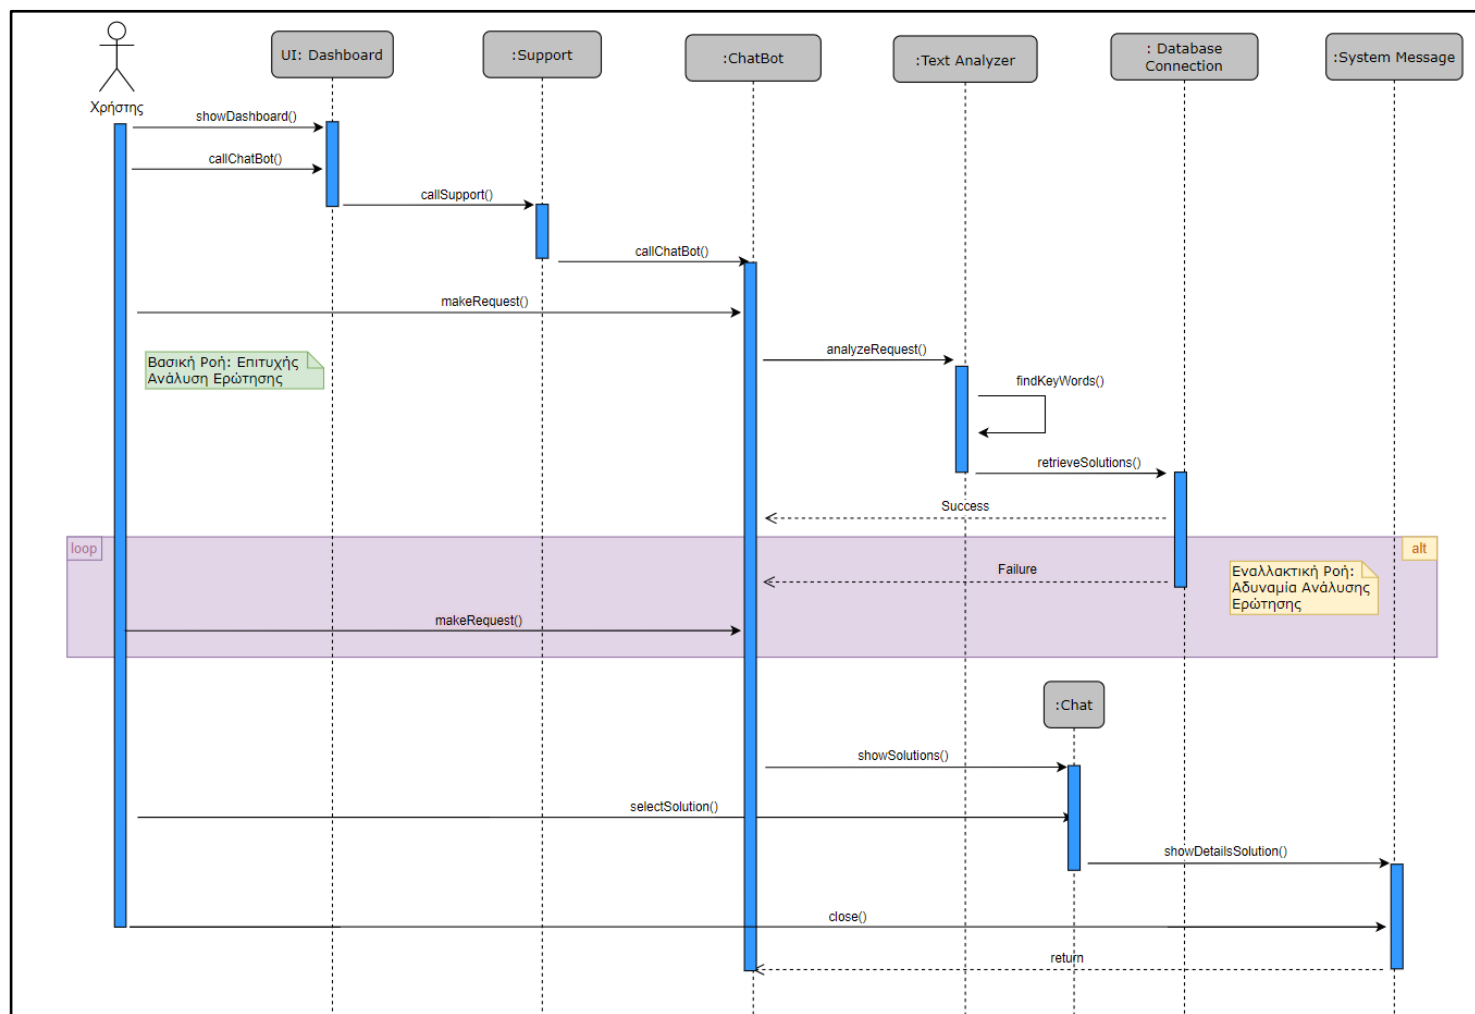 UI: Dashboard
:Support
:ChatBot
:Text Analyzer
: Database
Connection
:System Message
Χρήστης
showDashboard()
callChatBot()
callSupport()
callChatBot()
makeRequest()
Βασική Ροή: Επιτυχής
Ανάλυση Ερώτησης
analyzeRequest()
findKeyWords()
retrieveSolutions()
Success
loop
alt
Failure
Εναλλακτική Ροή:
Αδυναμία Ανάλυσης
Ερώτησης
makeRequest()
:Chat
showSolutions()
selectSolution()
showDetailsSolution()
close()
return